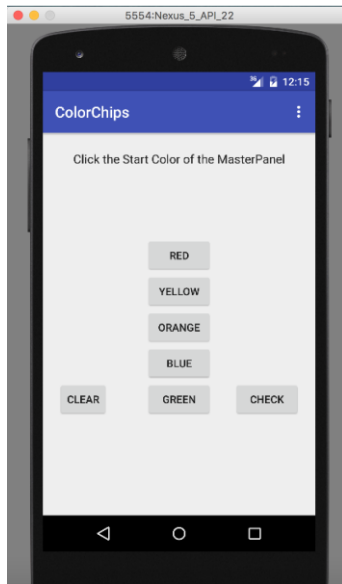 5554:Nexus_5_API_22
3G 12:15
ColorChips
Click the Start Color of the MasterPanel
RED
YELLOW
ORANGE
BLUE
CLEAR GREEN CHECK